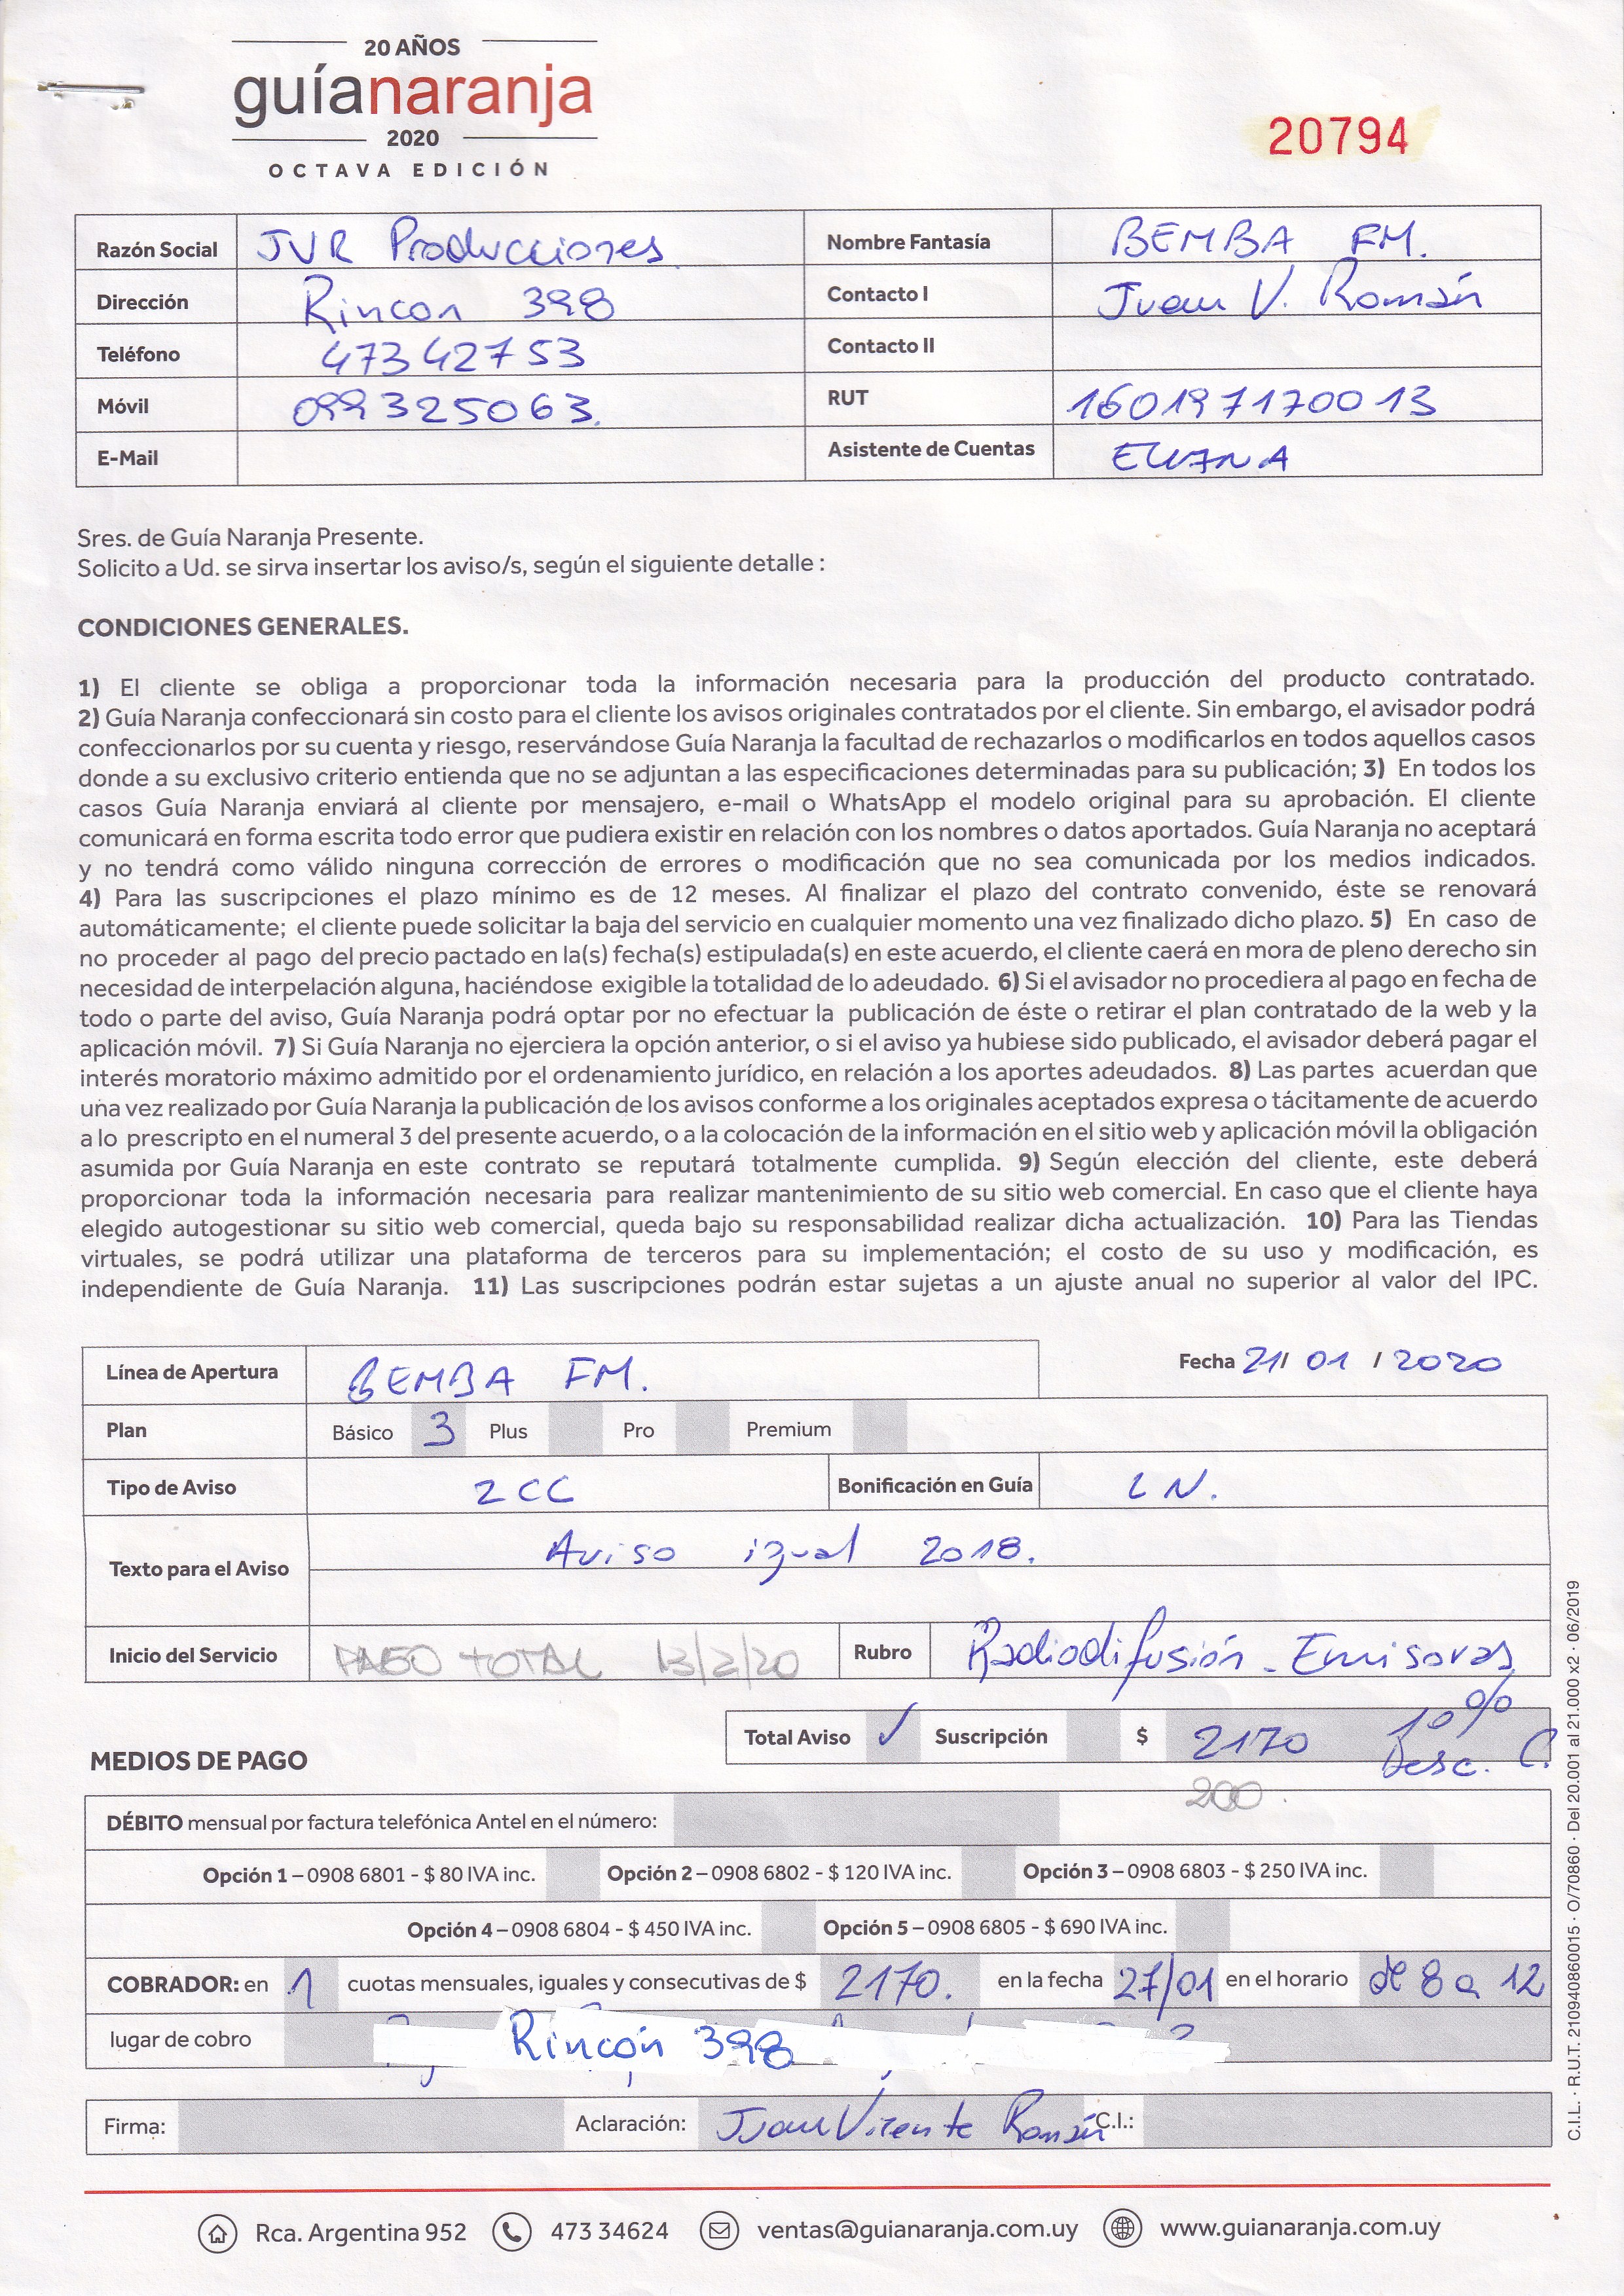 20 AÑOS
guíanaranja
2020
OCTAVA EDICIÓN
20794
Razón Social JVR Producciones Nombre Fantasía BEMBA FM.
Dirección Rincon 398 Contacto I Juan V. Román
Teléfono 47342753 Contacto II
Móvil 099325063. RUT 160197170013
E-Mail Asistente de Cuentas
Sres. de Guía Naranja Presente.
Solicito a Ud. se sirva insertar los aviso/s, según el siguiente detalle :
CONDICIONES GENERALES.
1) El cliente se obliga a proporcionar toda la información necesaria para la producción del producto contratado.
2) Guía Naranja confeccionará sin costo para el cliente los avisos originales contratados por el cliente. Sin embargo, el avisador podrá
confeccionarlos por su cuenta y riesgo, reservándose Guía Naranja la facultad de rechazarlos o modificarlos en todos aquellos casos
donde a su exclusivo criterio entienda que no se adjuntan a las especificaciones determinadas para su publicación; 3) En todos los
casos Guía Naranja enviará al cliente por mensajero, e-mail o WhatsApp el modelo original para su aprobación. El cliente
comunicará en forma escrita todo error que pudiera existir en relación con los nombres o datos aportados. Guía Naranja no aceptará
y no tendrá como válido ninguna corrección de errores o modificación que no sea comunicada por los medios indicados.
4) Para las suscripciones el plazo mínimo es de 12 meses. Al finalizar el plazo del contrato convenido, éste se renovará
automáticamente; el cliente puede solicitar la baja del servicio en cualquier momento una vez finalizado dicho plazo. 5) En caso de
no proceder al pago del precio pactado en la(s) fecha(s) estipulada(s) en este acuerdo, el cliente caerá en mora de pleno derecho sin
necesidad de interpelación alguna, haciéndose exigible la totalidad de lo adeudado. 6) Si el avisador no procediera al pago en fecha de
todo o parte del aviso, Guía Naranja podrá optar por no efectuar la publicación de éste o retirar el plan contratado de la web y la
aplicación móvil. 7) Si Guía Naranja no ejerciera la opción anterior, o si el aviso ya hubiese sido publicado, el avisador deberá pagar el
interés moratorio máximo admitido por el ordenamiento jurídico, en relación a los aportes adeudados. 8) Las partes acuerdan que
una vez realizado por Guía Naranja la publicación de los avisos conforme a los originales aceptados expresa o tácitamente de acuerdo
a lo prescripto en el numeral 3 del presente acuerdo, o a la colocación de la información en el sitio web y aplicación móvil la obligación
asumida por Guía Naranja en este contrato se reputará totalmente cumplida. 9) Según elección del cliente, este deberá
proporcionar toda la información necesaria para realizar mantenimiento de su sitio web comercial. En caso que el cliente haya
elegido autogestionar su sitio web comercial, queda bajo su responsabilidad realizar dicha actualización. 10) Para las Tiendas
virtuales, se podrá utilizar una plataforma de terceros para su implementación; el costo de su uso y modificación, es
independiente de Guía Naranja. 11) Las suscripciones podrán estar sujetas a un ajuste anual no superior al valor del IPC.
Línea de Apertura BEMBA FM. Fecha 21/ 01 / 2020
Plan Básico 3 Plus Pro Premium
Tipo de Aviso 2CC Bonificación en Guía LN.
Texto para el Aviso Aviso igual 2018.
Inicio del Servicio PAGO TOTAL 13/2/20 Rubro Radiodifusión - Emisoras
Total Aviso ✓ Suscripción $ 2170 10% Desc. C.
200
MEDIOS DE PAGO
DÉBITO mensual por factura telefónica Antel en el número:
Opción 1 – 0908 6801 - $ 80 IVA inc. Opción 2 – 0908 6802 - $ 120 IVA inc. Opción 3 – 0908 6803 - $ 250 IVA inc.
Opción 4 – 0908 6804 - $ 450 IVA inc. Opción 5 – 0908 6805 - $ 690 IVA inc.
COBRADOR: en 1 cuotas mensuales, iguales y consecutivas de $ 2170. en la fecha 27/01 en el horario de 8 a 12
lugar de cobro Rincón 398
Firma: Aclaración: Juan Vicente Román C.I.:
Rca. Argentina 952 473 34624 ventas@guianaranja.com.uy www.guianaranja.com.uy
C.I.L. · R.U.T. 210940860015 · O/70860 · Del 20.001 al 21.000 x2 · 06/2019